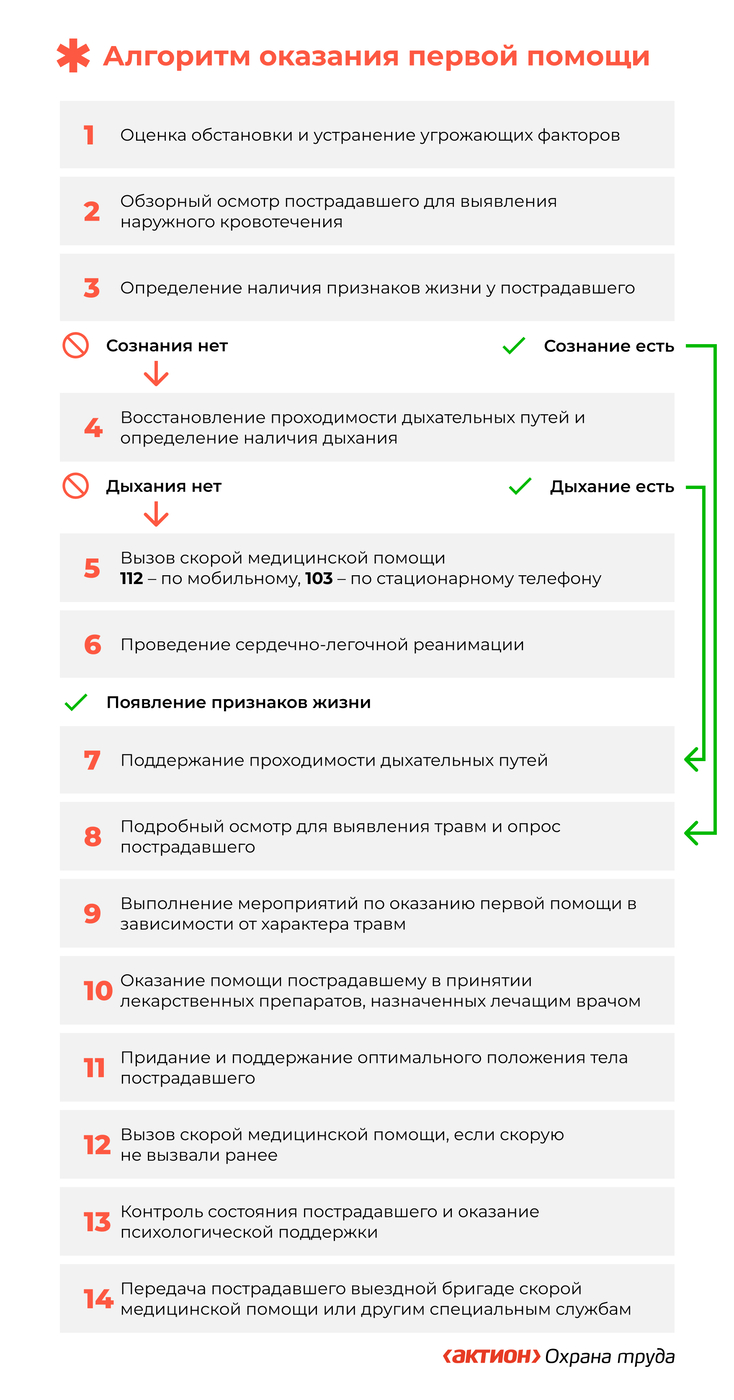 Алгоритм оказания первой помощи
1 Оценка обстановки и устранение угрожающих факторов
2 Обзорный осмотр пострадавшего для выявления
наружного кровотечения
3 Определение наличия признаков жизни у пострадавшего
Сознания нет
Сознание есть
4 Восстановление проходимости дыхательных путей и
определение наличия дыхания
Дыхания нет
Дыхание есть
5 Вызов скорой медицинской помощи
112 – по мобильному, 103 – по стационарному телефону
6 Проведение сердечно-легочной реанимации
Появление признаков жизни
7 Поддержание проходимости дыхательных путей
8 Подробный осмотр для выявления травм и опрос
пострадавшего
9 Выполнение мероприятий по оказанию первой помощи в
зависимости от характера травм
10 Оказание помощи пострадавшему в принятии
лекарственных препаратов, назначенных лечащим врачом
11 Придание и поддержание оптимального положения тела
пострадавшего
12 Вызов скорой медицинской помощи, если скорую
не вызвали ранее
13 Контроль состояния пострадавшего и оказание
психологической поддержки
14 Передача пострадавшего выездной бригаде скорой
медицинской помощи или другим специальным службам
актион Охрана труда